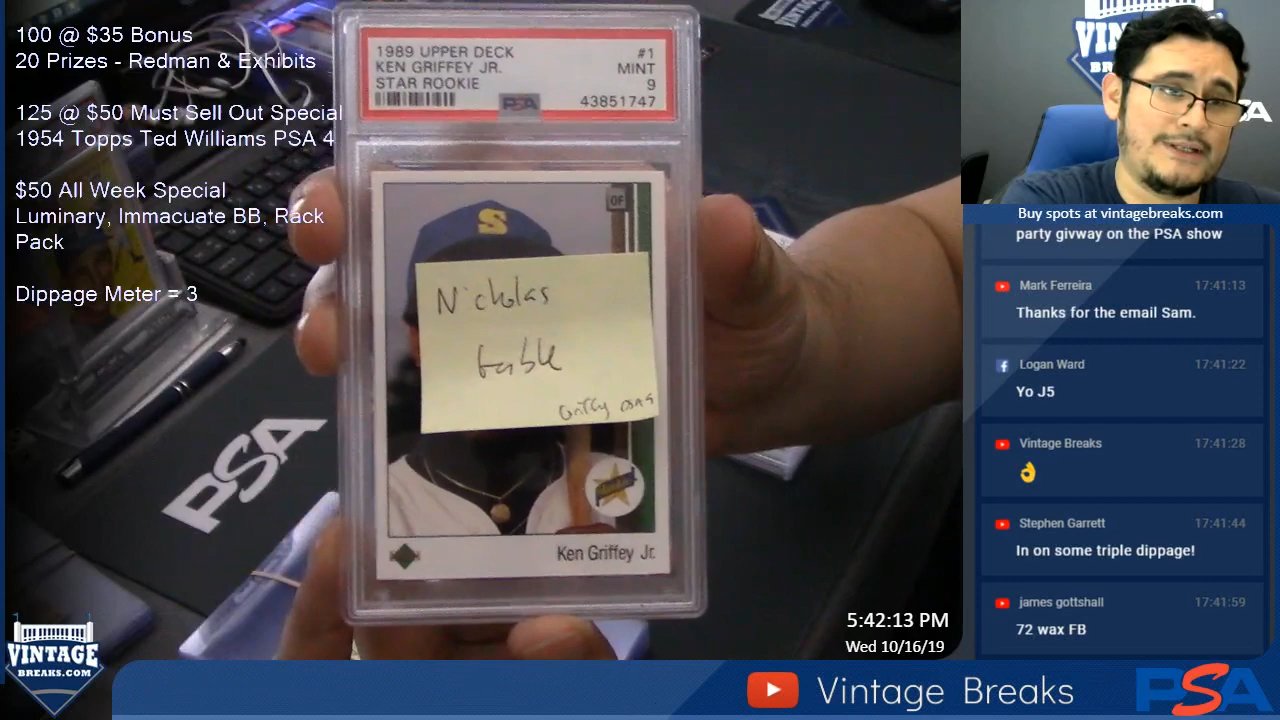 100 @ $35 Bonus
20 Prizes - Redman & Exhibits
125 @ $50 Must Sell Out Special
1954 Topps Ted Williams PSA 4
$50 All Week Special
Luminary, Immacuate BB, Rack
Pack
Dippage Meter = 3
1989 UPPER DECK #1
KEN GRIFFEY JR. MINT
STAR ROOKIE 9
PSA 43851747
OF
S
Nicholas
Ken Griffey Jr.
PSA
VINTAGE
BREAKS.COM
Buy spots at vintagebreaks.com
party givway on the PSA show
Mark Ferreira 17:41:13
Thanks for the email Sam.
Logan Ward 17:41:22
Yo J5
Vintage Breaks 17:41:28
👌
Stephen Garrett 17:41:44
In on some triple dippage!
james gottshall 17:41:59
72 wax FB
5:42:13 PM
Wed 10/16/19
Vintage Breaks
PSA